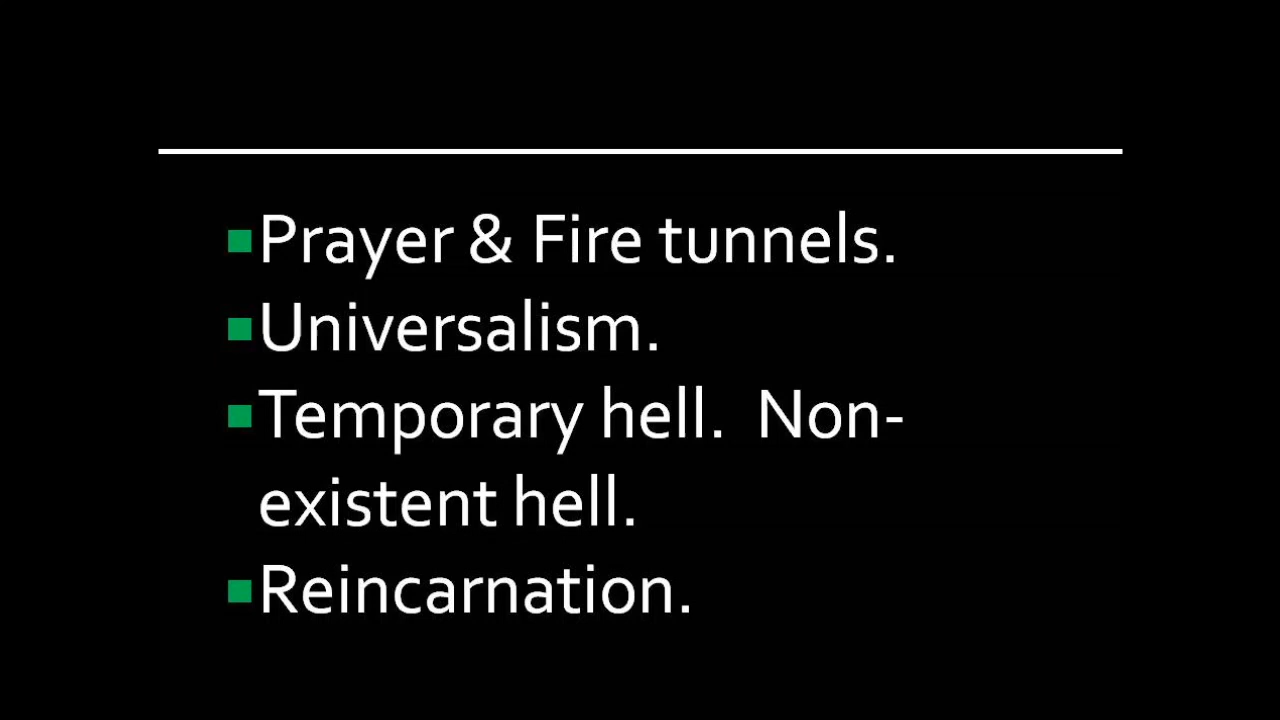 Prayer & Fire tunnels.
Universalism.
Temporary hell.  Non-
existent hell.
Reincarnation.